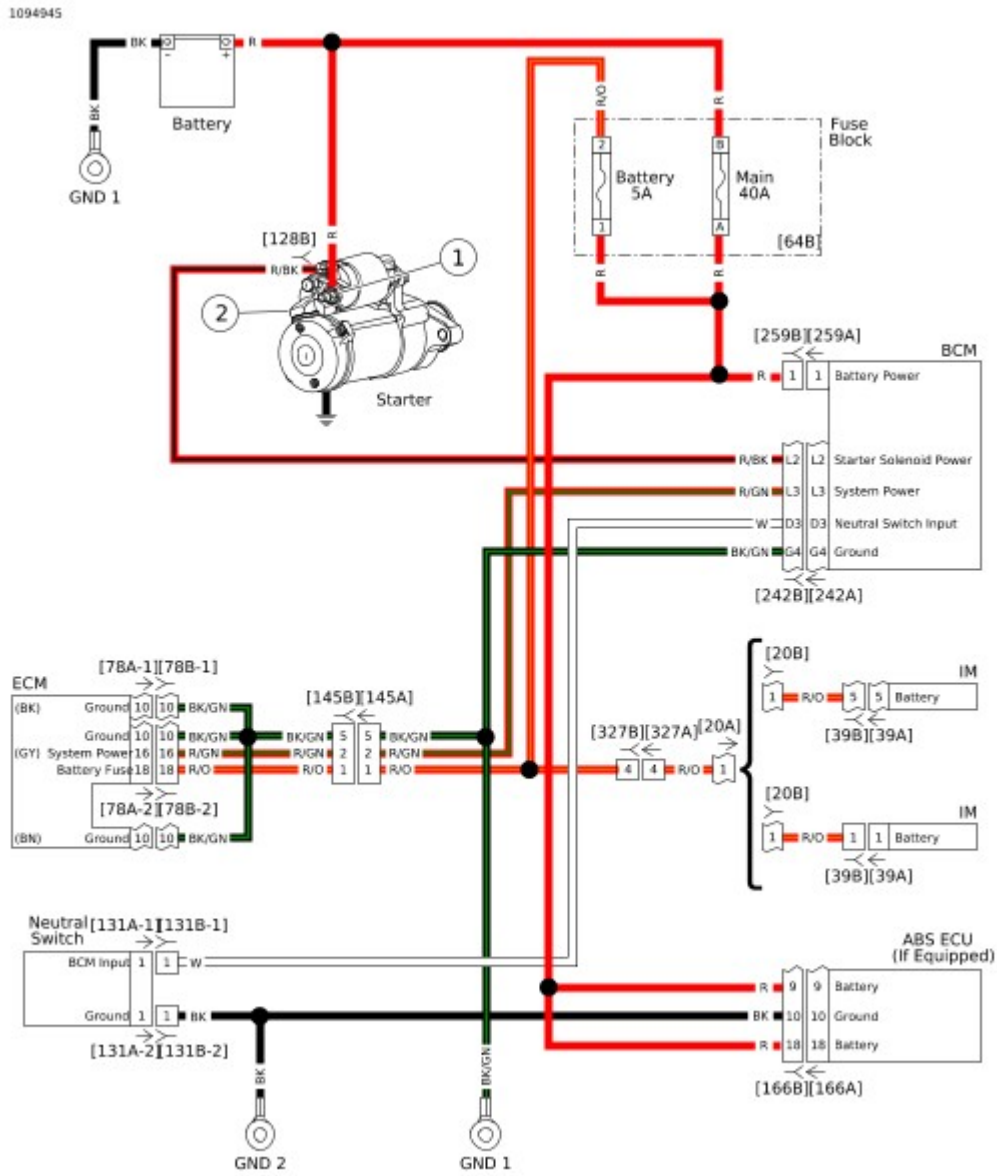 1094945
BK
R
-
+
Battery
BK
GND 1
R
R/O
R
Fuse
Block
2
B
Battery
5A
Main
40A
1
A
[64B]
R
R
[128B]
R/BK
1
2
Starter
[259B][259A]
BCM
R
1
1
Battery Power
R/BK
L2
L2
Starter Solenoid Power
R/GN
L3
L3
System Power
W
D3
D3
Neutral Switch Input
BK/GN
G4
G4
Ground
[242B][242A]
[78A-1][78B-1]
ECM
(BK)
Ground
10
10
BK/GN
[145B][145A]
Ground
10
10
BK/GN
BK/GN
5
5
BK/GN
(GY)
System Power
16
16
R/GN
R/GN
2
2
R/GN
Battery Fuse
18
18
R/O
R/O
1
1
R/O
[78A-2][78B-2]
(BN)
Ground
10
10
BK/GN
[327B][327A]
[20A]
4
4
R/O
1
[20B]
IM
1
R/O
5
5
Battery
[39B][39A]
[20B]
IM
1
R/O
1
1
Battery
[39B][39A]
Neutral
Switch
[131A-1][131B-1]
BCM Input
1
1
W
Ground
1
1
BK
[131A-2][131B-2]
ABS ECU
(If Equipped)
R
9
9
Battery
BK
10
10
Ground
R
18
18
Battery
[166B][166A]
BK
BK/GN
GND 2
GND 1